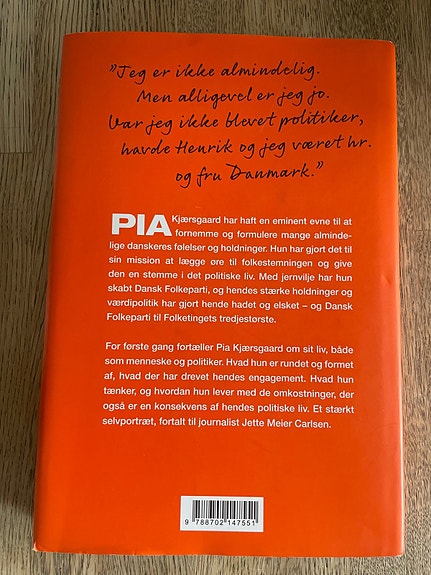 "Jeg er ikke almindelig.
Men alligevel er jeg jo.
Var jeg ikke blevet politiker,
havde Henrik og jeg været hr.
og fru Danmark."
PIA Kjærsgaard har haft en eminent evne til at
fornemme og formulere mange alminde-
lige danskeres følelser og holdninger. Hun har gjort det til
sin mission at lægge øre til folkestemningen og give
den en stemme i det politiske liv. Med jernvilje har hun
skabt Dansk Folkeparti, og hendes stærke holdninger og
værdipolitik har gjort hende hadet og elsket – og Dansk
Folkeparti til Folketingets tredjestørste.
For første gang fortæller Pia Kjærsgaard om sit liv, både
som menneske og politiker. Hvad hun er rundet og formet
af, hvad der har drevet hendes engagement. Hvad hun
tænker, og hvordan hun lever med de omkostninger, der
også er en konsekvens af hendes politiske liv. Et stærkt
selvportræt, fortalt til journalist Jette Meier Carlsen.
9 788702 147551